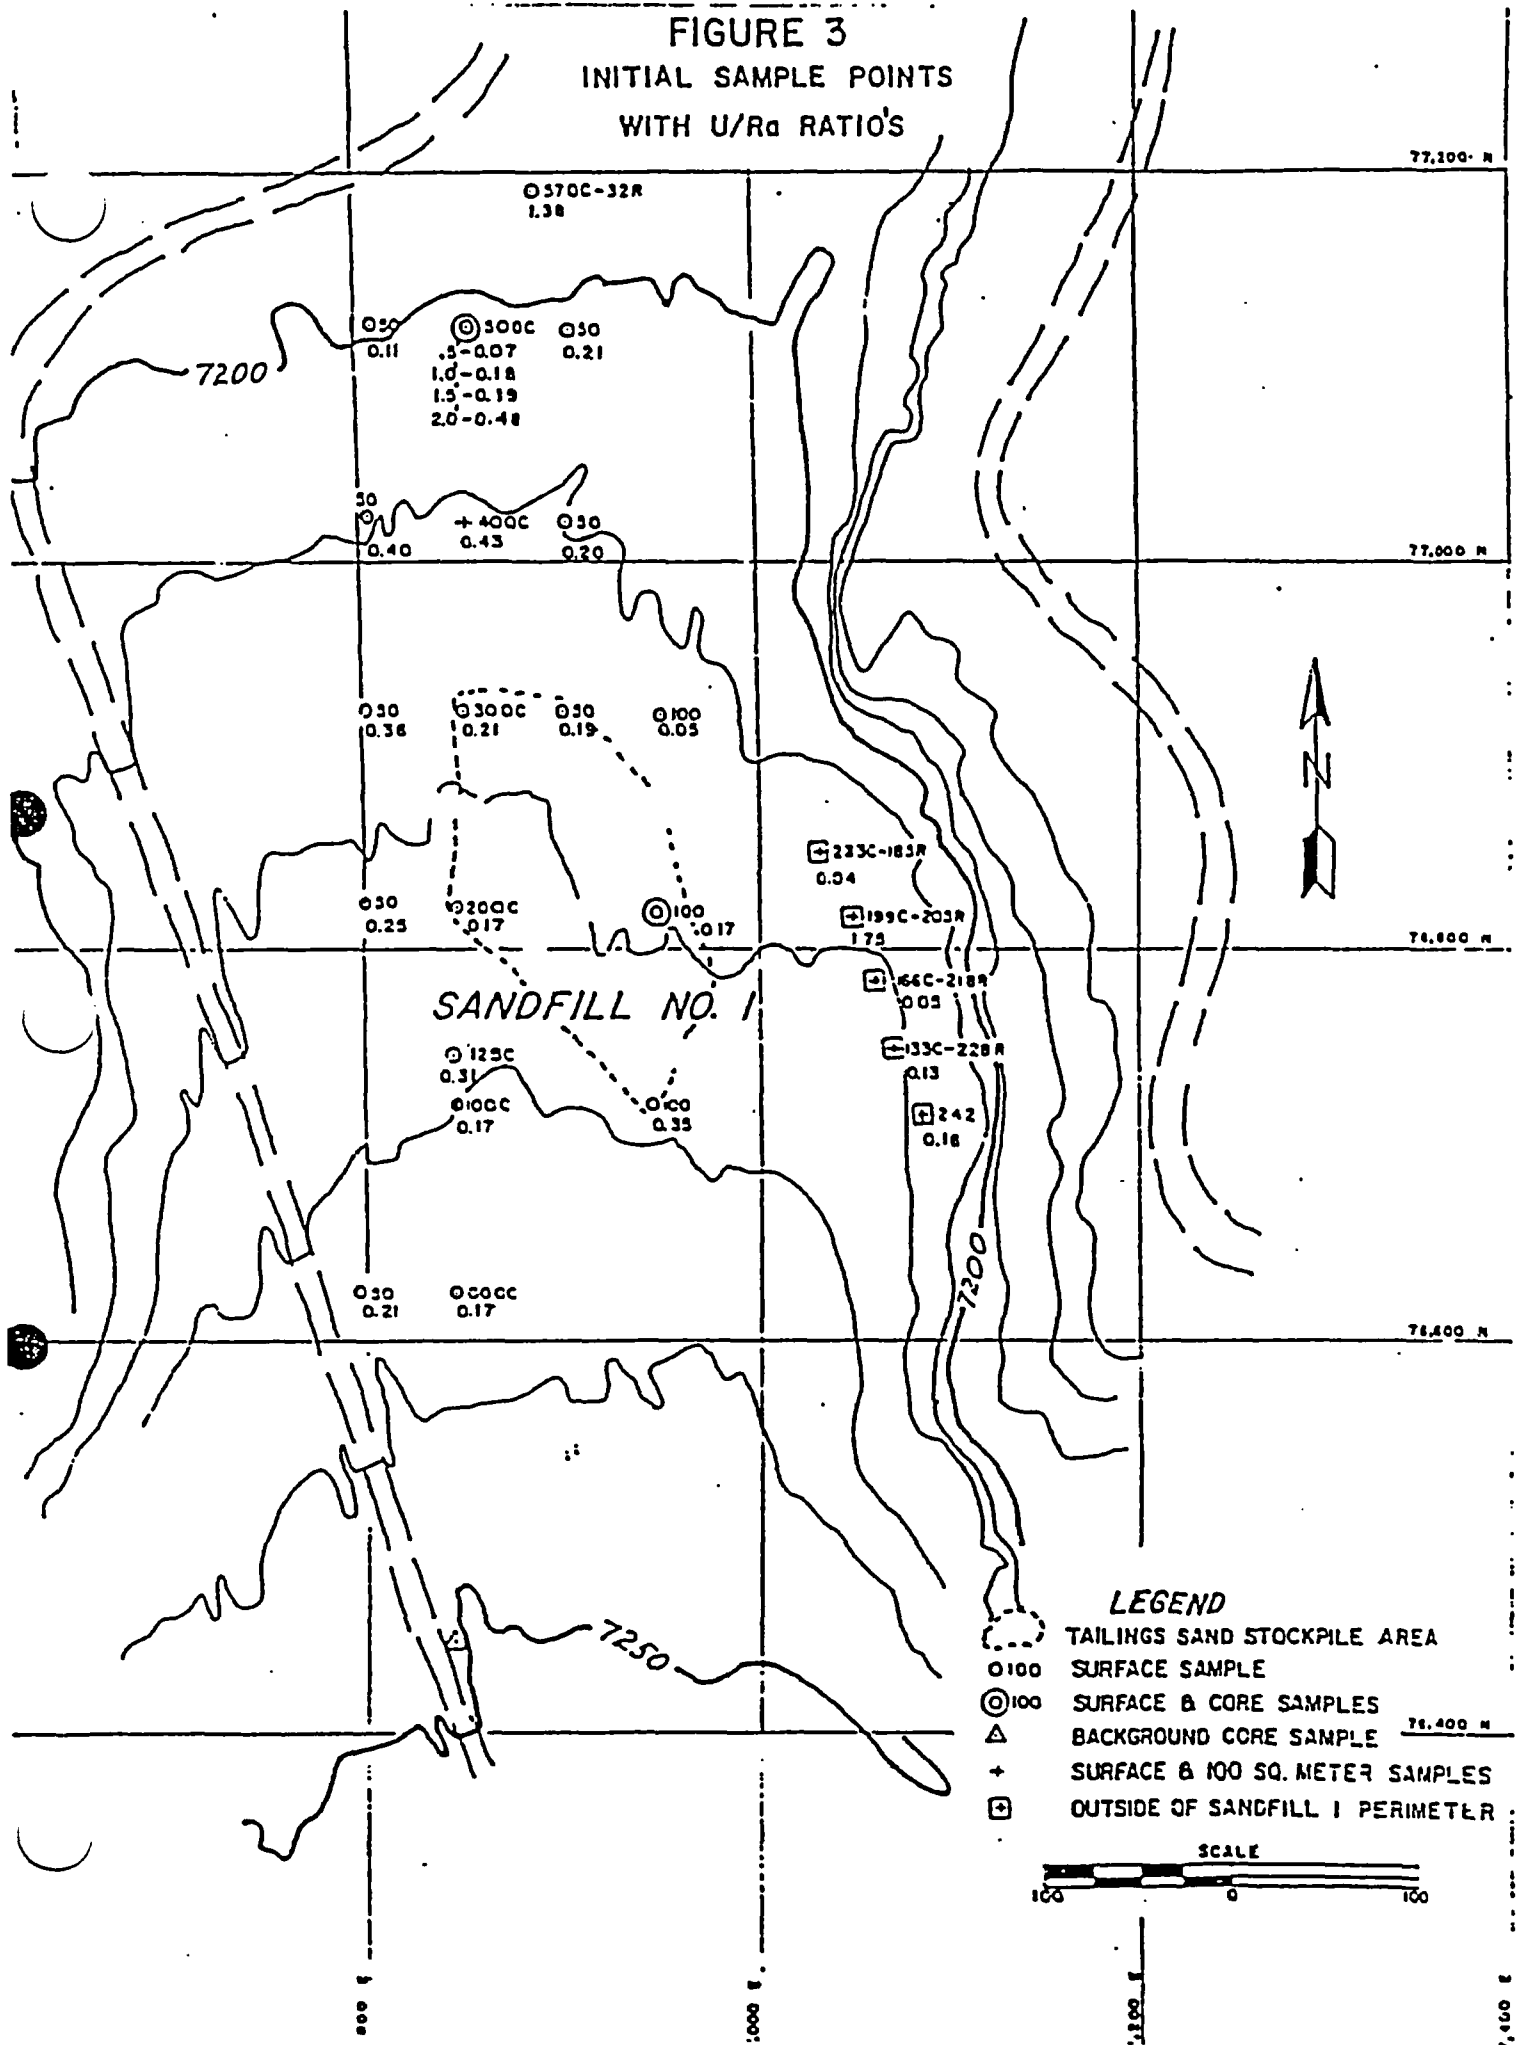 FIGURE 3
INITIAL SAMPLE POINTS
WITH U/Ra RATIO'S
77,200 N
570C-32R
1.38
50
0.11
500C
.5'-0.07
1.0'-0.18
1.5'-0.19
2.0'-0.48
50
0.21
7200
50
0.40
400C
0.43
50
0.20
77,000 N
50
0.36
300C
0.21
50
0.19
100
0.05
233C-183R
0.04
50
0.25
200C
0.17
100
0.17
199C-203R
1.75
76,800 N
166C-218R
0.05
SANDFILL NO. 1
133C-228R
0.13
125C
0.31
100C
0.17
100
0.35
242
0.16
7200
50
0.21
0.17
76,600 N
7250
LEGEND
TAILINGS SAND STOCKPILE AREA
100 SURFACE SAMPLE
100 SURFACE & CORE SAMPLES
BACKGROUND CORE SAMPLE
76,400 N
SURFACE & 100 SQ. METER SAMPLES
OUTSIDE OF SANDFILL 1 PERIMETER
SCALE
100 0 100
800 E
1,000 E
1,200 E
1,400 E